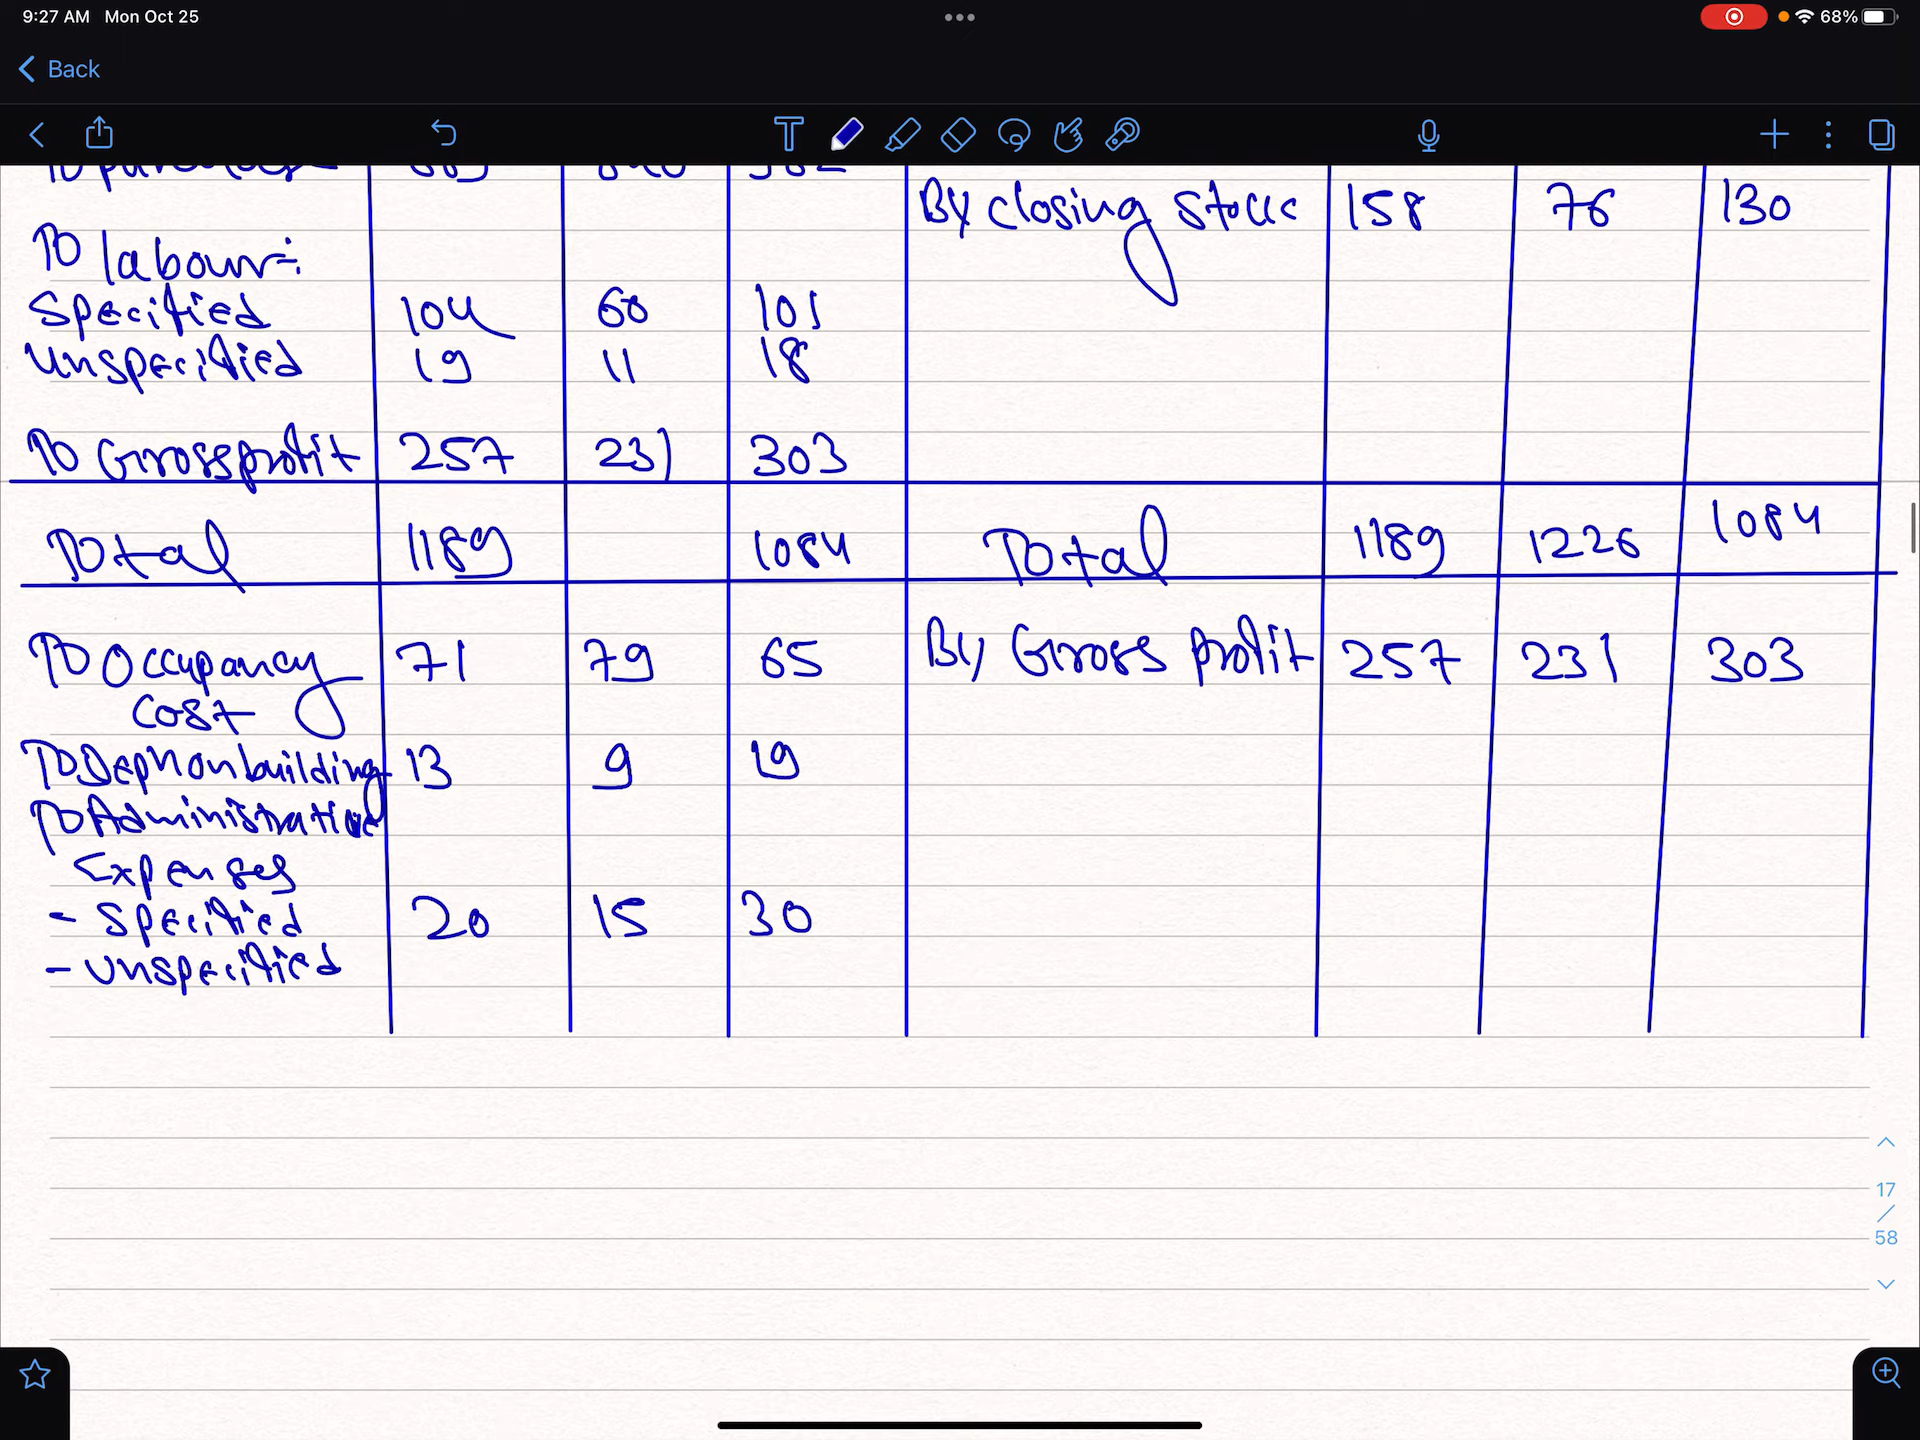 9:27 AM Mon Oct 25
68%
Back
By closing stock 158 76 130
To labour:
Specified 104 60 101
Unspecified 19 11 18
To Gross profit 257 231 303
Total 1189 1084 Total 1189 1226 1084
To Occupancy 71 79 65 By Gross profit 257 231 303
cost
To Depn on building 13 9 19
To Administrative
Expenses
- Specified 20 15 30
- unspecified
17
/
58